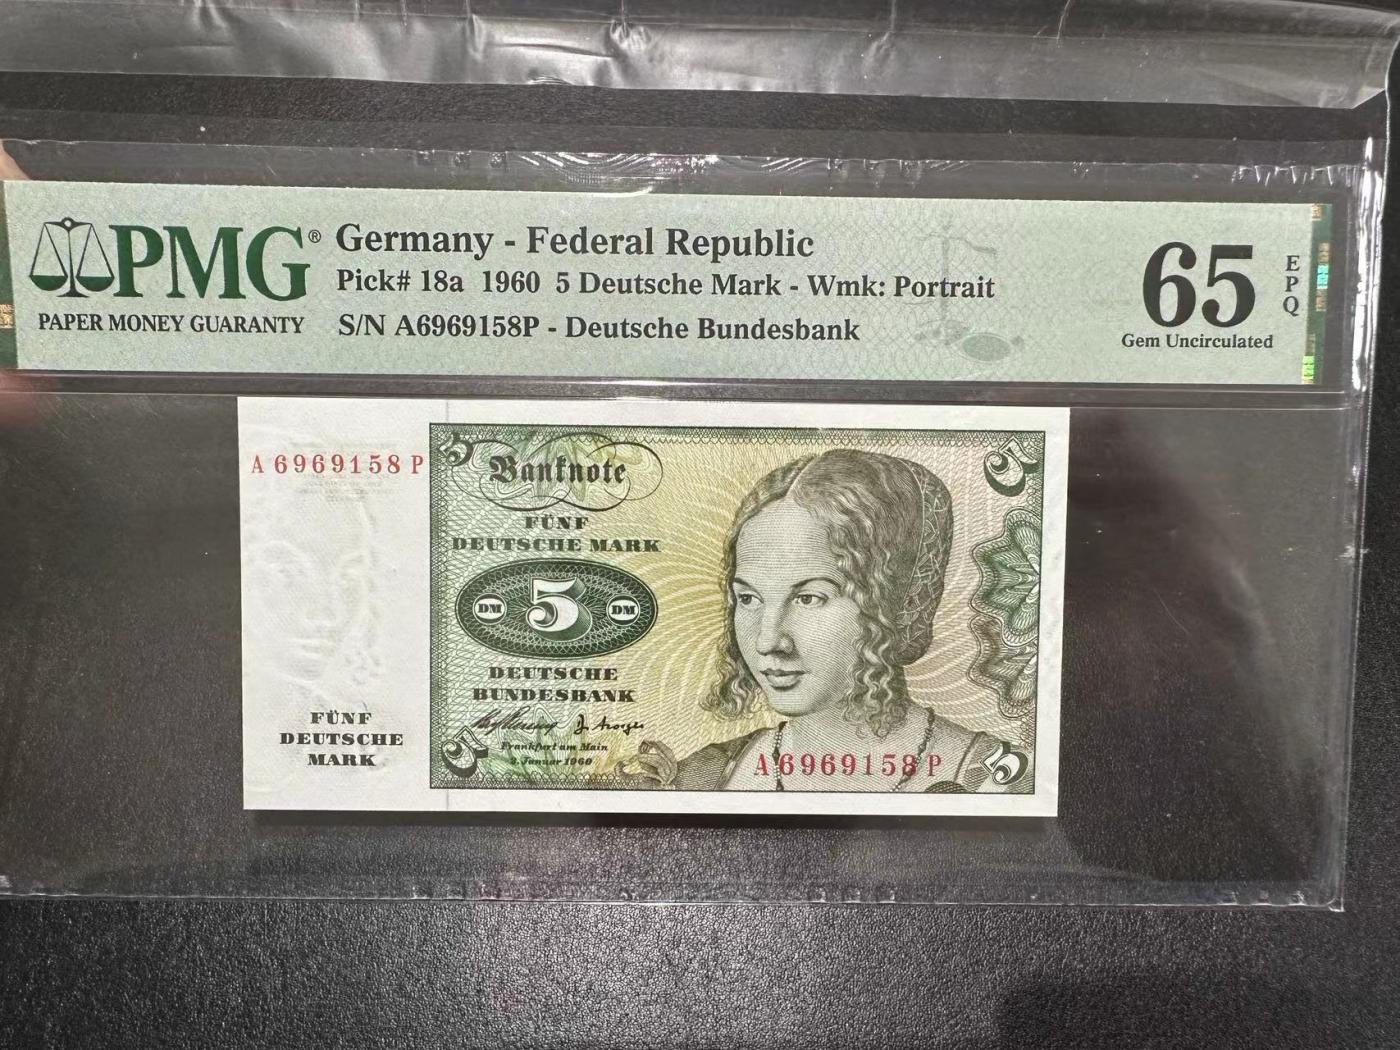 PMG®
PAPER MONEY GUARANTY
Germany - Federal Republic
Pick# 18a 1960 5 Deutsche Mark - Wmk: Portrait
S/N A6969158P - Deutsche Bundesbank
65
Gem Uncirculated
EPQ
A 6969158 P
5
Banknote
5
FÜNF
DEUTSCHE MARK
DM 5 DM
DEUTSCHE
BUNDESBANK
Frankfurt am Main
2. Januar 1960
FÜNF
DEUTSCHE
MARK
5
A 6969158 P
5